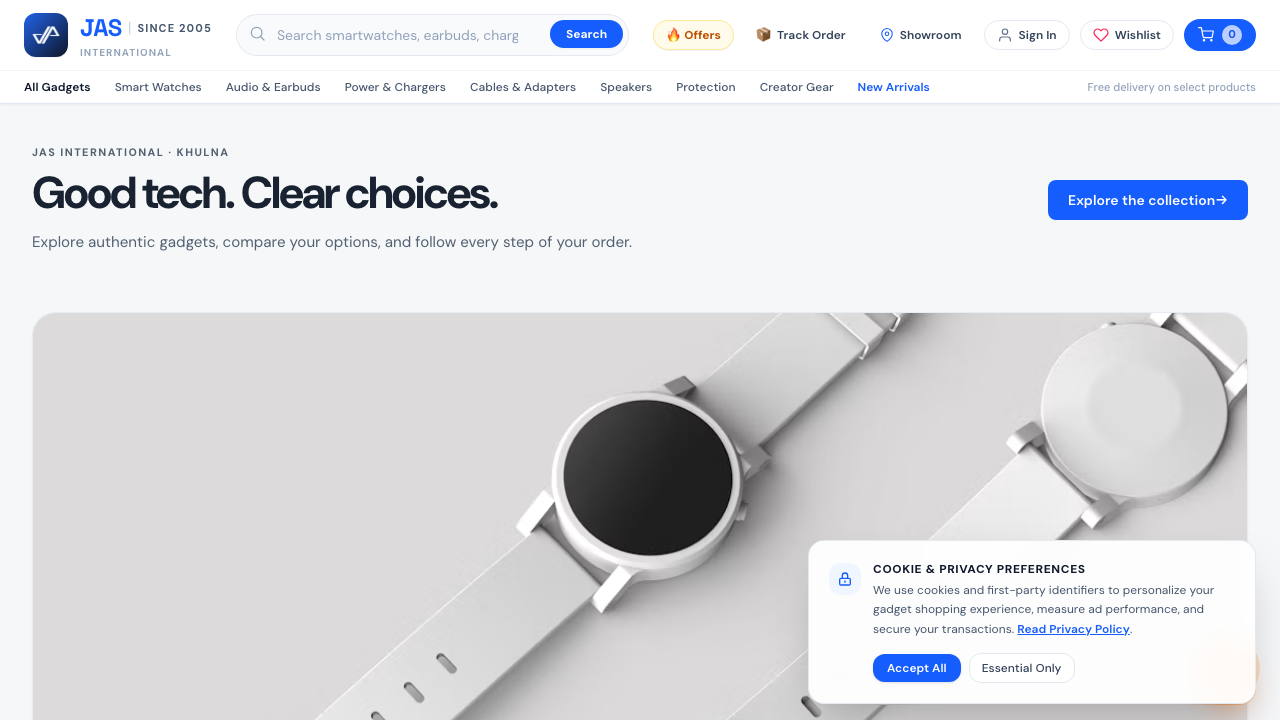 JAS SINCE 2005
INTERNATIONAL
Search smartwatches, earbuds, charg
Search
Offers
Track Order
Showroom
Sign In
Wishlist
0
All Gadgets
Smart Watches
Audio & Earbuds
Power & Chargers
Cables & Adapters
Speakers
Protection
Creator Gear
New Arrivals
Free delivery on select products
JAS INTERNATIONAL · KHULNA
Good tech. Clear choices.
Explore authentic gadgets, compare your options, and follow every step of your order.
Explore the collection→
COOKIE & PRIVACY PREFERENCES
We use cookies and first-party identifiers to personalize your
gadget shopping experience, measure ad performance, and
secure your transactions. Read Privacy Policy.
Accept All
Essential Only